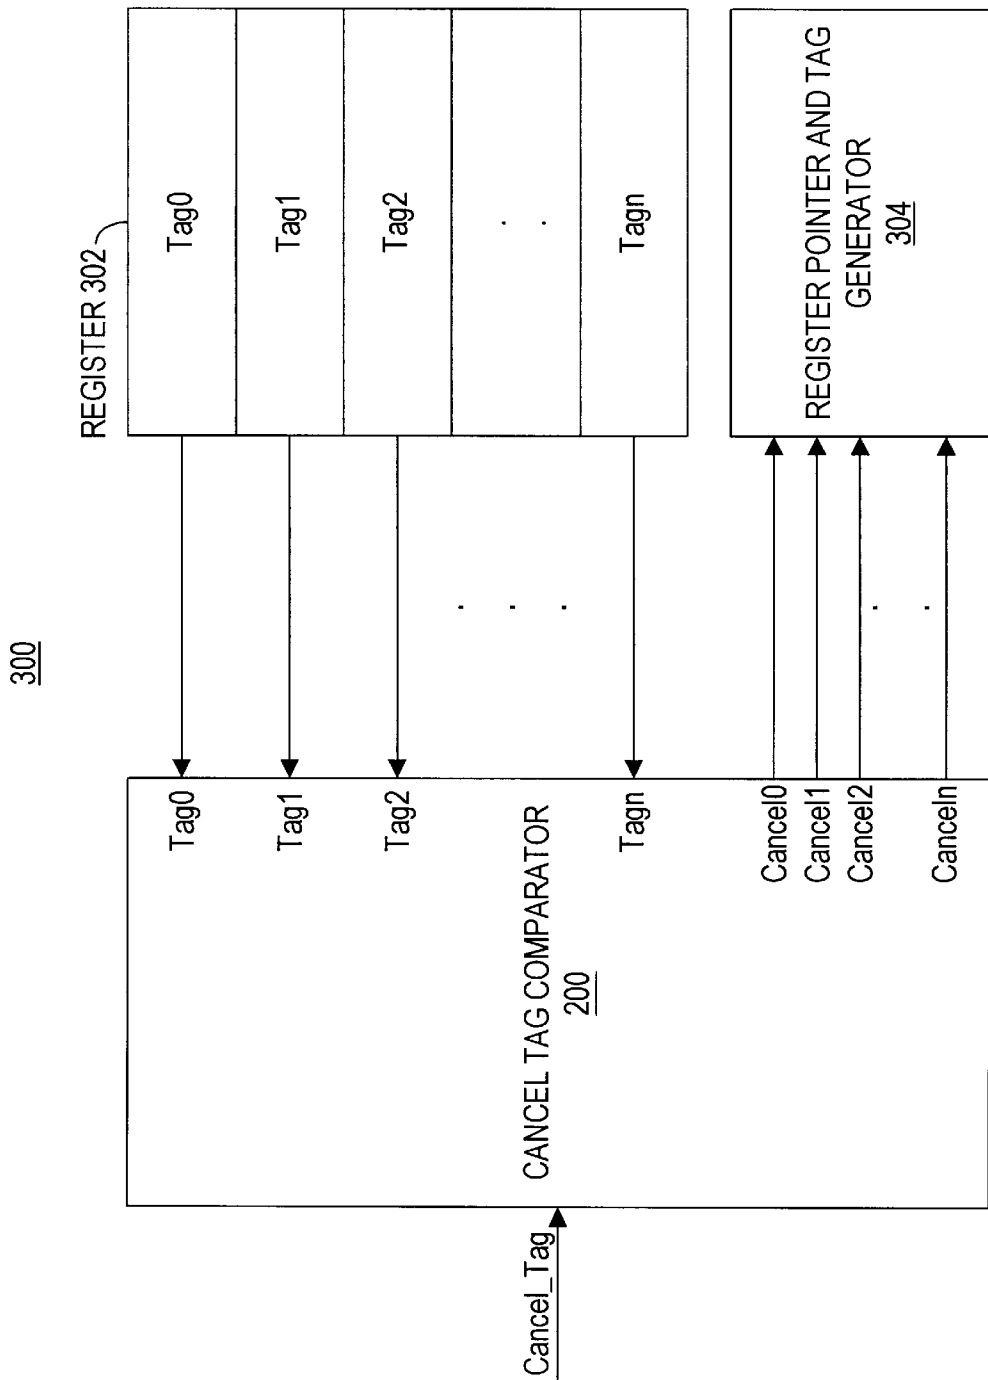 300
REGISTER 302
Tag0
Tag1
Tag2
. .
Tagn
Tag0
Tag1
Tag2
. . .
Tagn
Cancel_Tag
CANCEL TAG COMPARATOR
200
Cancel0
Cancel1
Cancel2
. .
Canceln
REGISTER POINTER AND TAG
GENERATOR
304